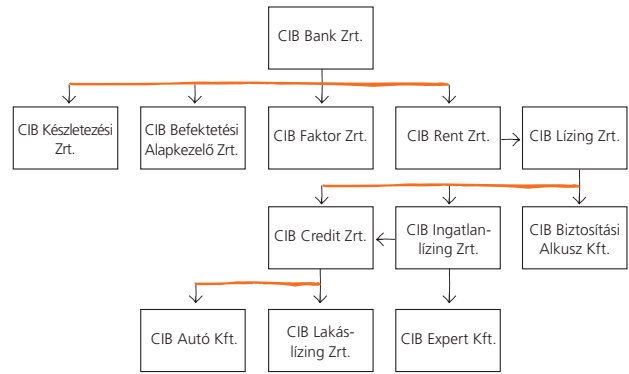 CIB Bank Zrt.
CIB Készletezési
Zrt.
CIB Befektetési
Alapkezelő Zrt.
CIB Faktor Zrt.
CIB Rent Zrt.
CIB Lízing Zrt.
CIB Credit Zrt.
CIB Ingatlan-
lízing Zrt.
CIB Biztosítási
Alkusz Kft.
CIB Autó Kft.
CIB Lakás-
lízing Zrt.
CIB Expert Kft.